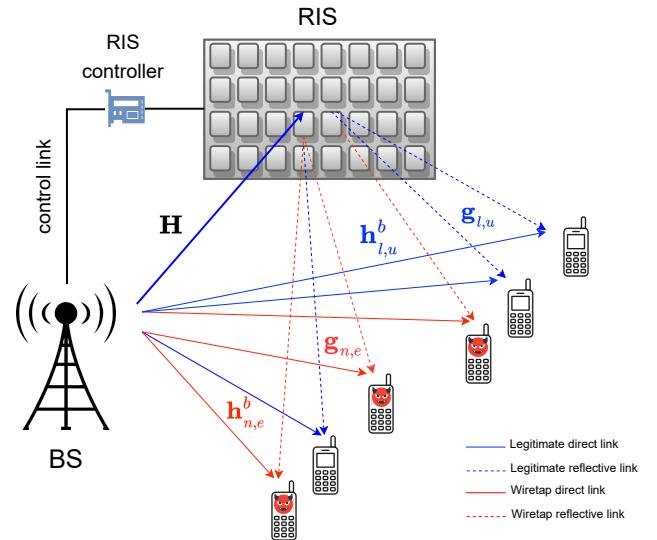 RIS
RIS
controller
control link
H
h^b_{l,u}
g_{l,u}
g_{n,e}
h^b_{n,e}
BS
Legitimate direct link
Legitimate reflective link
Wiretap direct link
Wiretap reflective link